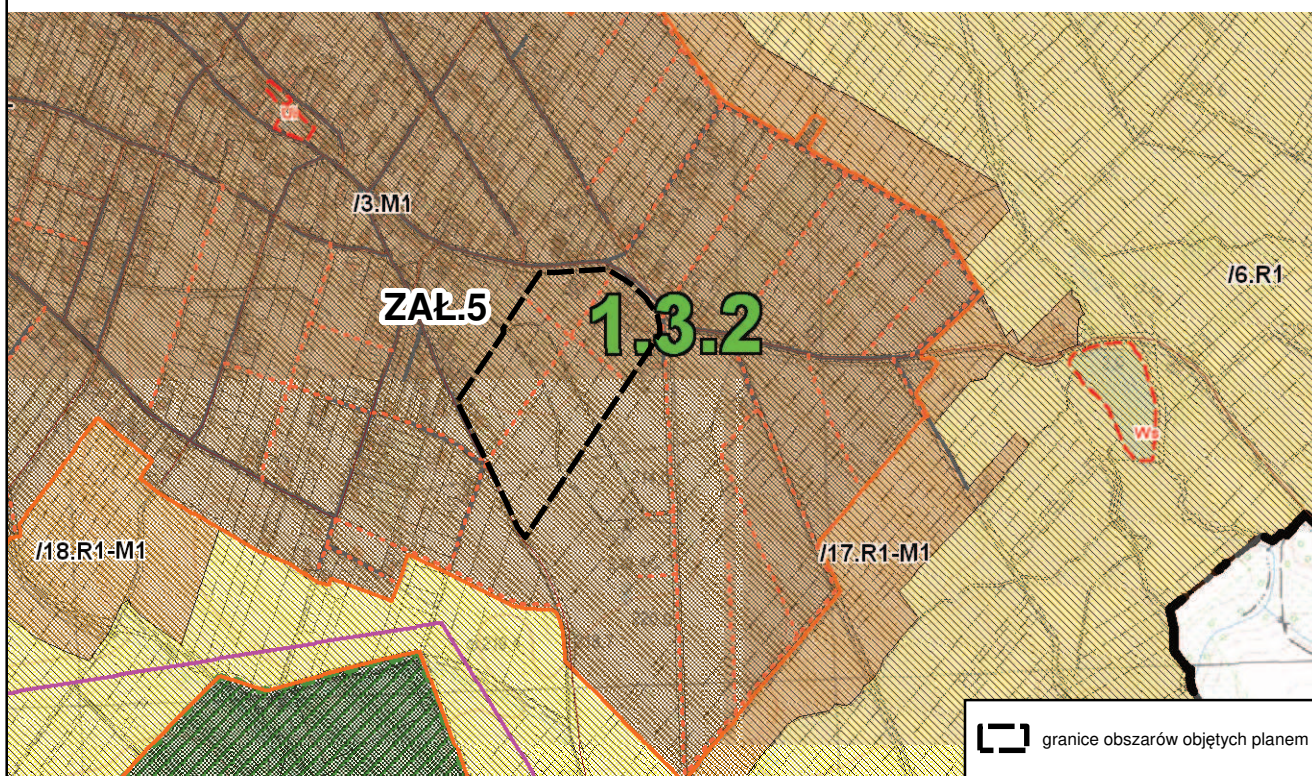 /3.M1
/6.R1
ZAŁ.5
1.3.2
Ws
/18.R1-M1
/17.R1-M1
granice obszarów objętych planem